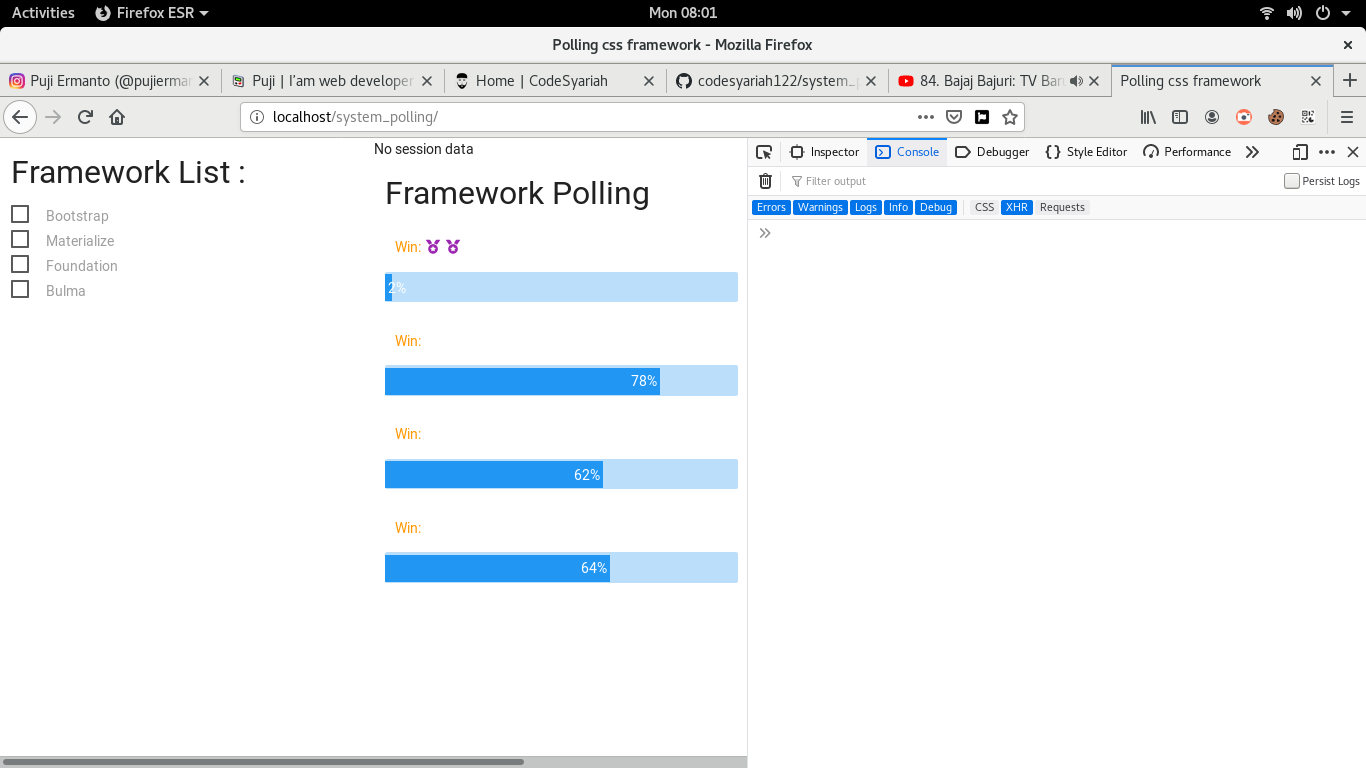 Activities Firefox ESR Mon 08:01
Polling css framework - Mozilla Firefox
Puji Ermanto (@pujierma Puji | I'am web developer Home | CodeSyariah codesyariah122/system_p 84. Bajaj Bajuri: TV Baru Polling css framework
localhost/system_polling/
No session data
Framework List :
Bootstrap
Materialize
Foundation
Bulma
Framework Polling
Win:
2%
Win:
78%
Win:
62%
Win:
64%
Inspector Console Debugger Style Editor Performance
Filter output Persist Logs
Errors Warnings Logs Info Debug CSS XHR Requests